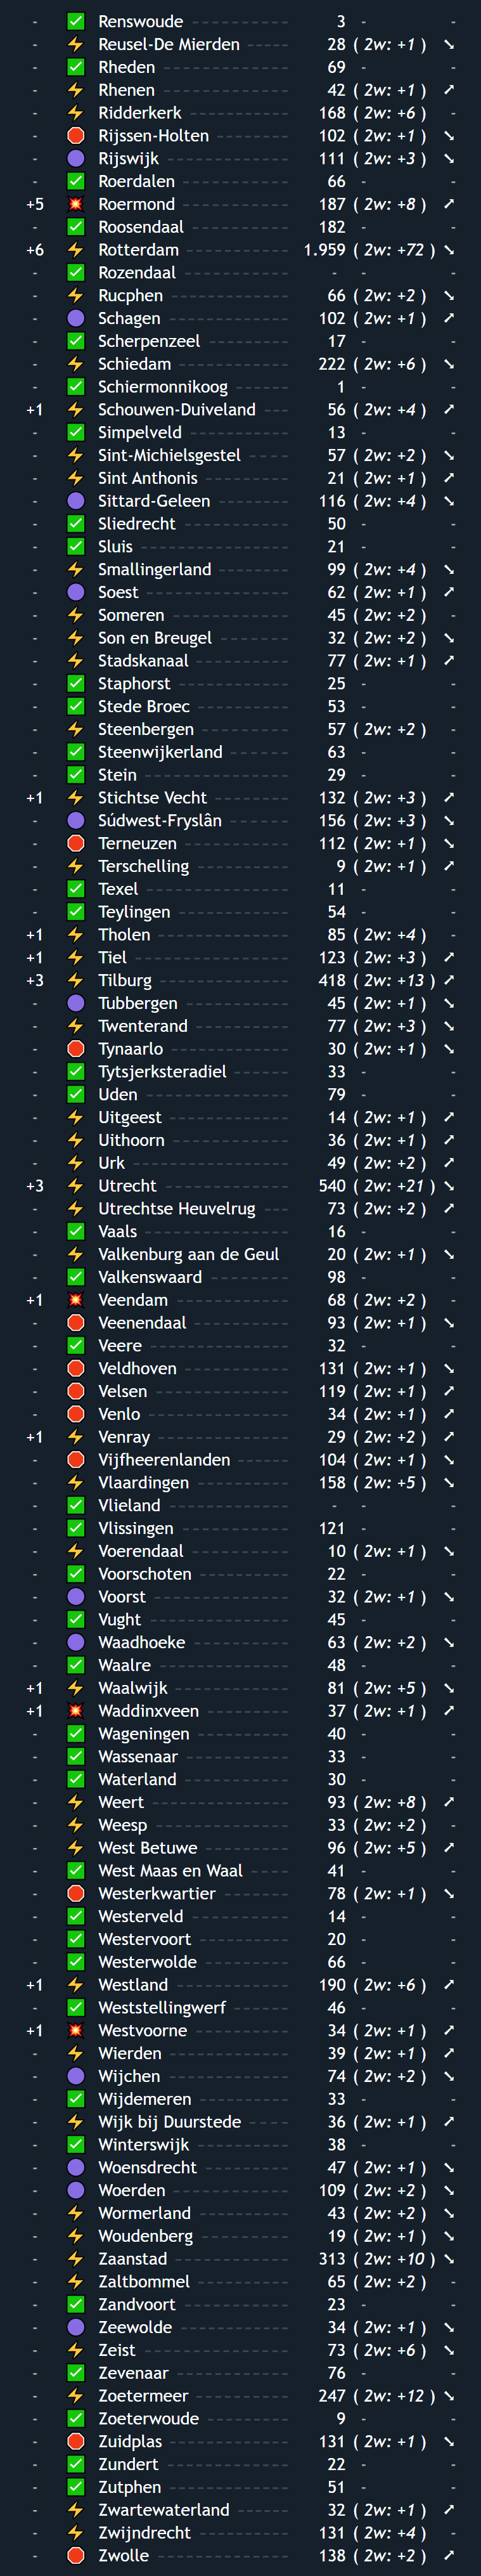 - ✅ Renswoude ------------ 3 - -
- ⚡ Reusel-De Mierden ------ 28 ( 2w: +1 ) ➘
- ✅ Rheden -------------- 69 - -
- ⚡ Rhenen -------------- 42 ( 2w: +1 ) ➚
- ⚡ Ridderkerk ------------ 168 ( 2w: +6 ) -
- 🛑 Rijssen-Holten --------- 102 ( 2w: +1 ) ➘
- 🟣 Rijswijk -------------- 111 ( 2w: +3 ) ➘
- ✅ Roerdalen ------------ 66 - -
+5 💥 Roermond ------------ 187 ( 2w: +8 ) ➚
- ✅ Roosendaal ----------- 182 - -
+6 ⚡ Rotterdam ------------ 1.959 ( 2w: +72 ) ➘
- ✅ Rozendaal ------------ - - -
- ⚡ Rucphen ------------- 66 ( 2w: +2 ) ➘
- 🟣 Schagen ------------- 102 ( 2w: +1 ) ➚
- ✅ Scherpenzeel ---------- 17 - -
- ⚡ Schiedam ------------ 222 ( 2w: +6 ) ➘
- ✅ Schiermonnikoog ------- 1 - -
+1 ⚡ Schouwen-Duiveland ---- 56 ( 2w: +4 ) ➚
- ✅ Simpelveld ------------ 13 - -
- ⚡ Sint-Michielsgestel ------ 57 ( 2w: +2 ) ➘
- ⚡ Sint Anthonis ---------- 21 ( 2w: +1 ) ➚
- 🟣 Sittard-Geleen --------- 116 ( 2w: +4 ) ➘
- ✅ Sliedrecht ------------ 50 - -
- ✅ Sluis ---------------- 21 - -
- ⚡ Smallingerland --------- 99 ( 2w: +4 ) ➘
- 🟣 Soest ---------------- 62 ( 2w: +1 ) ➚
- ⚡ Someren ------------- 45 ( 2w: +2 ) -
- ⚡ Son en Breugel --------- 32 ( 2w: +2 ) ➘
- ⚡ Stadskanaal ----------- 77 ( 2w: +1 ) ➚
- ✅ Staphorst ------------- 25 - -
- ✅ Stede Broec ----------- 53 - -
- ⚡ Steenbergen ---------- 57 ( 2w: +2 ) -
- ✅ Steenwijkerland -------- 63 - -
- ✅ Stein ---------------- 29 - -
+1 ⚡ Stichtse Vecht --------- 132 ( 2w: +3 ) ➚
- 🟣 Súdwest-Fryslân -------- 156 ( 2w: +3 ) ➘
- 🛑 Terneuzen ------------ 112 ( 2w: +1 ) ➘
- ⚡ Terschelling ----------- 9 ( 2w: +1 ) ➚
- ✅ Texel ---------------- 11 - -
- ✅ Teylingen ------------- 54 - -
+1 ⚡ Tholen --------------- 85 ( 2w: +4 ) -
+1 ⚡ Tiel ----------------- 123 ( 2w: +3 ) ➚
+3 ⚡ Tilburg --------------- 418 ( 2w: +13 ) ➚
- 🟣 Tubbergen ------------ 45 ( 2w: +1 ) ➘
- ⚡ Twenterand ----------- 77 ( 2w: +3 ) ➘
- 🛑 Tynaarlo ------------- 30 ( 2w: +1 ) ➘
- ✅ Tytsjerksteradiel ------- 33 - -
- ✅ Uden ---------------- 79 - -
- ⚡ Uitgeest -------------- 14 ( 2w: +1 ) ➚
- ⚡ Uithoorn ------------- 36 ( 2w: +1 ) ➚
- ⚡ Urk ----------------- 49 ( 2w: +2 ) ➚
+3 ⚡ Utrecht -------------- 540 ( 2w: +21 ) ➘
- ⚡ Utrechtse Heuvelrug ---- 73 ( 2w: +2 ) ➚
- ✅ Vaals ---------------- 16 - -
- ⚡ Valkenburg aan de Geul 20 ( 2w: +1 ) ➘
- ✅ Valkenswaard --------- 98 - -
+1 💥 Veendam ------------- 68 ( 2w: +2 ) -
- 🛑 Veenendaal ----------- 93 ( 2w: +1 ) ➘
- ✅ Veere ---------------- 32 - -
- 🛑 Veldhoven ------------ 131 ( 2w: +1 ) ➘
- 🛑 Velsen --------------- 119 ( 2w: +1 ) ➚
- 🛑 Venlo ---------------- 34 ( 2w: +1 ) ➚
+1 ⚡ Venray --------------- 29 ( 2w: +2 ) ➚
- 🛑 Vijfheerenlanden ------- 104 ( 2w: +1 ) ➘
- ⚡ Vlaardingen ----------- 158 ( 2w: +5 ) ➘
- ✅ Vlieland -------------- - - -
- ✅ Vlissingen ------------ 121 - -
- ⚡ Voerendaal ----------- 10 ( 2w: +1 ) ➘
- ✅ Voorschoten ---------- 22 - -
- 🟣 Voorst --------------- 32 ( 2w: +1 ) ➘
- ✅ Vught --------------- 45 - -
- 🟣 Waadhoeke ----------- 63 ( 2w: +2 ) ➘
- ✅ Waalre --------------- 48 - -
+1 ⚡ Waalwijk ------------- 81 ( 2w: +5 ) ➘
+1 💥 Waddinxveen --------- 37 ( 2w: +1 ) ➚
- ✅ Wageningen ---------- 40 - -
- ✅ Wassenaar ----------- 33 - -
- ✅ Waterland ------------ 30 - -
- ⚡ Weert --------------- 93 ( 2w: +8 ) ➚
- ⚡ Weesp --------------- 33 ( 2w: +2 ) -
- ⚡ West Betuwe ---------- 96 ( 2w: +5 ) ➚
- ✅ West Maas en Waal ----- 41 - -
- 🛑 Westerkwartier -------- 78 ( 2w: +1 ) ➘
- ✅ Westerveld ----------- 14 - -
- ✅ Westervoort ---------- 20 - -
- ✅ Westerwolde ---------- 66 - -
+1 ⚡ Westland ------------- 190 ( 2w: +6 ) ➚
- ✅ Weststellingwerf ------- 46 - -
+1 💥 Westvoorne ---------- 34 ( 2w: +1 ) ➚
- ⚡ Wierden ------------- 39 ( 2w: +1 ) ➚
- 🟣 Wijchen ------------- 74 ( 2w: +2 ) ➘
- ✅ Wijdemeren ----------- 33 - -
- ⚡ Wijk bij Duurstede ---- 36 ( 2w: +1 ) ➚
- ✅ Winterswijk ----------- 38 - -
- 🟣 Woensdrecht ---------- 47 ( 2w: +1 ) ➘
- 🟣 Woerden ------------- 109 ( 2w: +2 ) ➘
- ⚡ Wormerland ---------- 43 ( 2w: +2 ) ➘
- ⚡ Woudenberg ---------- 19 ( 2w: +1 ) ➘
- ⚡ Zaanstad ------------- 313 ( 2w: +10 ) ➘
- ⚡ Zaltbommel ----------- 65 ( 2w: +2 ) -
- ✅ Zandvoort ------------ 23 - -
- 🟣 Zeewolde ------------ 34 ( 2w: +1 ) ➘
- ⚡ Zeist ---------------- 73 ( 2w: +6 ) ➘
- ✅ Zevenaar ------------- 76 - -
- ⚡ Zoetermeer ----------- 247 ( 2w: +12 ) ➘
- ✅ Zoeterwoude ---------- 9 - -
- 🛑 Zuidplas ------------- 131 ( 2w: +1 ) ➘
- ✅ Zundert -------------- 22 - -
- ✅ Zutphen ------------- 51 - -
- ⚡ Zwartewaterland ------- 32 ( 2w: +1 ) ➚
- ⚡ Zwijndrecht ----------- 131 ( 2w: +4 ) -
- 🛑 Zwolle --------------- 138 ( 2w: +2 ) ➚